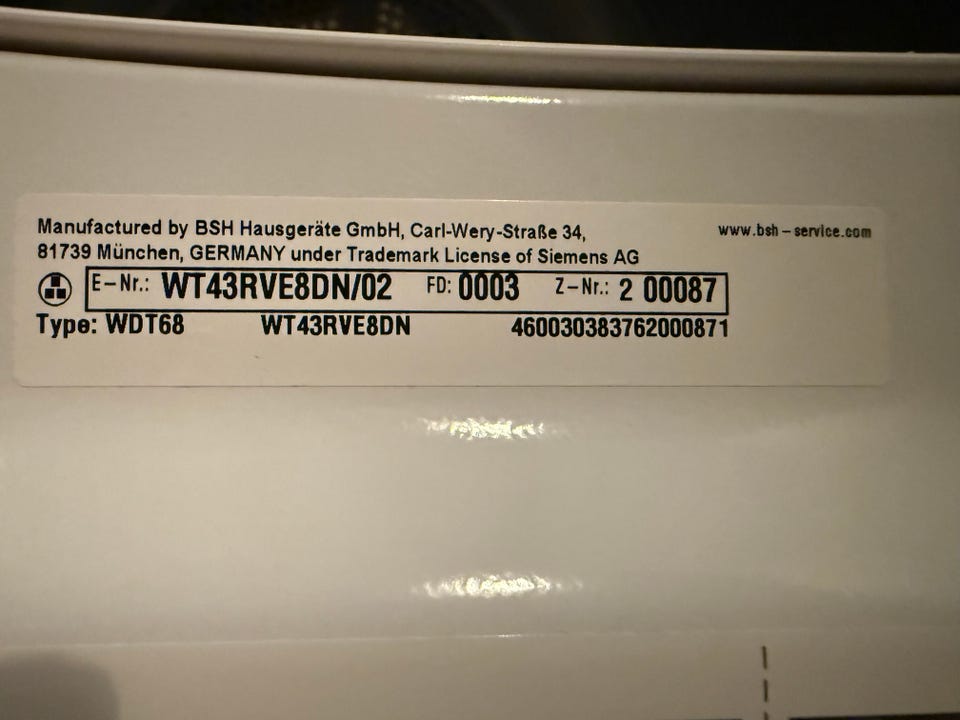 Manufactured by BSH Hausgeräte GmbH, Carl-Wery-Straße 34, www.bsh-service.com
81739 München, GERMANY under Trademark License of Siemens AG
E-Nr.: WT43RVE8DN/02 FD: 0003 Z-Nr.: 2 00087
Type: WDT68 WT43RVE8DN 460030383762000871